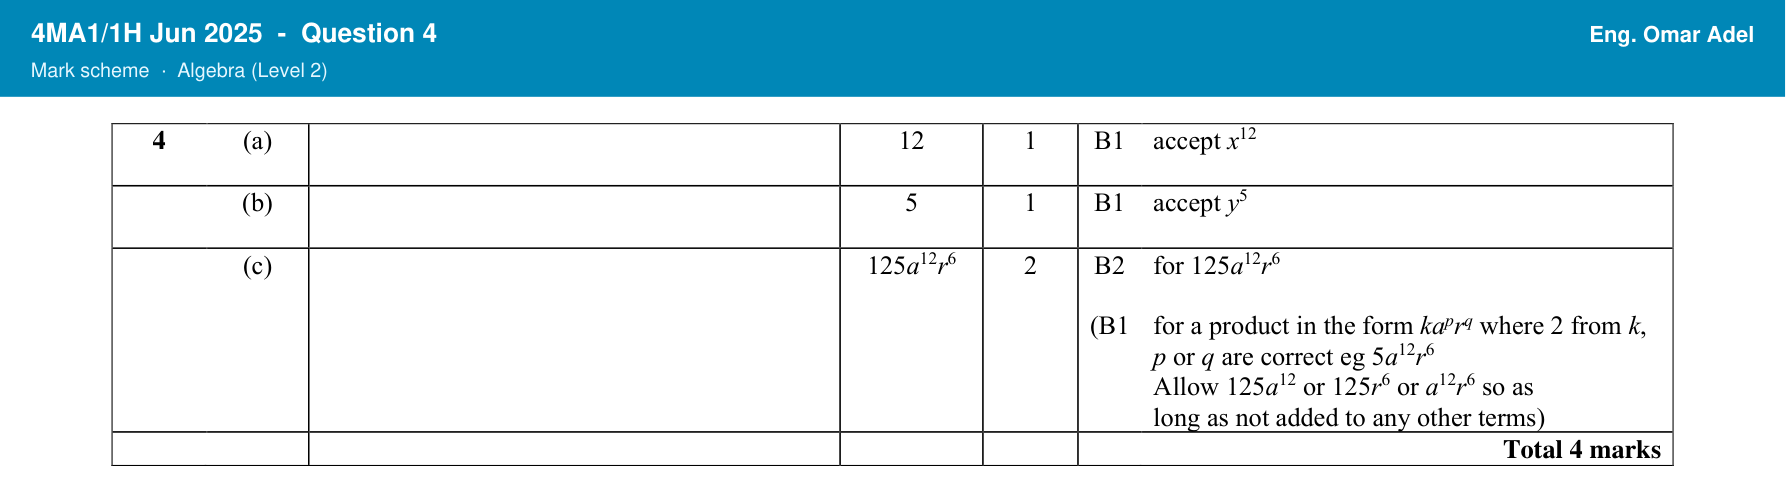 4MA1/1H Jun 2025 - Question 4
Eng. Omar Adel
Mark scheme · Algebra (Level 2)
4 (a) 12 1 B1 accept x¹²
(b) 5 1 B1 accept y⁵
(c) 125a¹²r⁶ 2 B2 for 125a¹²r⁶
(B1 for a product in the form kaᵖr^q where 2 from k,
p or q are correct eg 5a¹²r⁶
Allow 125a¹² or 125r⁶ or a¹²r⁶ so as
long as not added to any other terms)
Total 4 marks